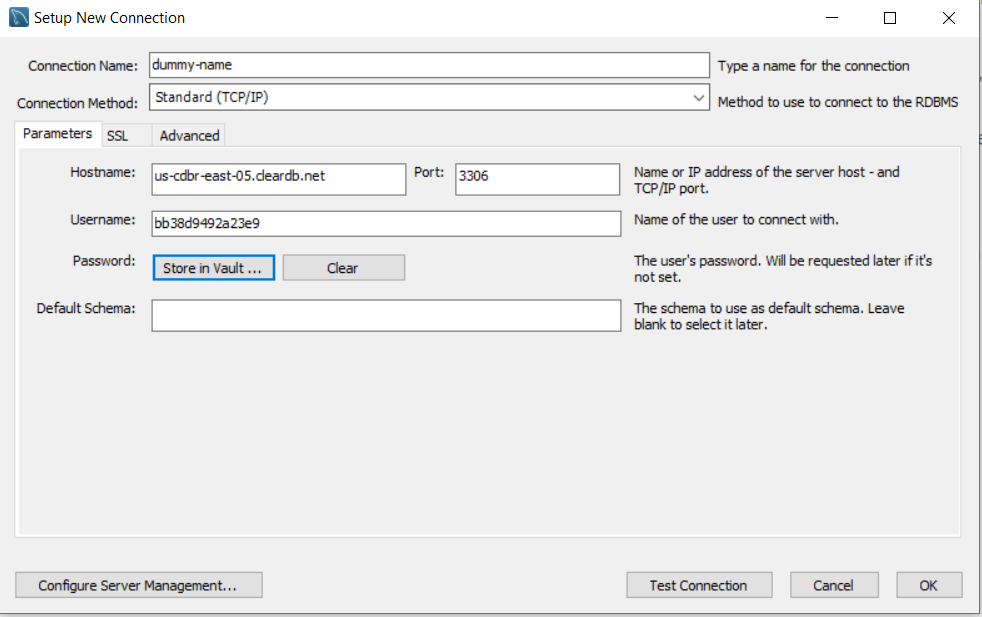 Setup New Connection
Connection Name: dummy-name Type a name for the connection
Connection Method: Standard (TCP/IP) Method to use to connect to the RDBMS
Parameters SSL Advanced
Hostname: us-cdbr-east-05.cleardb.net Port: 3306 Name or IP address of the server host - and
TCP/IP port.
Username: bb38d9492a23e9 Name of the user to connect with.
Password: Store in Vault ... Clear The user's password. Will be requested later if it's
not set.
Default Schema: The schema to use as default schema. Leave
blank to select it later.
Configure Server Management... Test Connection Cancel OK